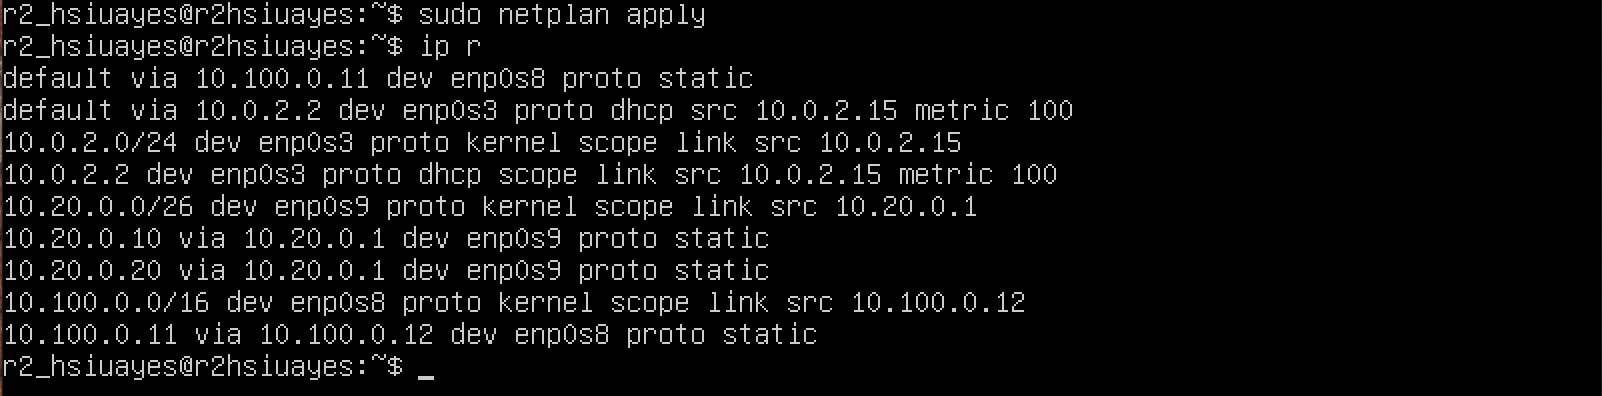 r2_hsiuayes@r2hsiuayes:~$ sudo netplan apply
r2_hsiuayes@r2hsiuayes:~$ ip r
default via 10.100.0.11 dev enp0s8 proto static
default via 10.0.2.2 dev enp0s3 proto dhcp src 10.0.2.15 metric 100
10.0.2.0/24 dev enp0s3 proto kernel scope link src 10.0.2.15
10.0.2.2 dev enp0s3 proto dhcp scope link src 10.0.2.15 metric 100
10.20.0.0/26 dev enp0s9 proto kernel scope link src 10.20.0.1
10.20.0.10 via 10.20.0.1 dev enp0s9 proto static
10.20.0.20 via 10.20.0.1 dev enp0s9 proto static
10.100.0.0/16 dev enp0s8 proto kernel scope link src 10.100.0.12
10.100.0.11 via 10.100.0.12 dev enp0s8 proto static
r2_hsiuayes@r2hsiuayes:~$ _